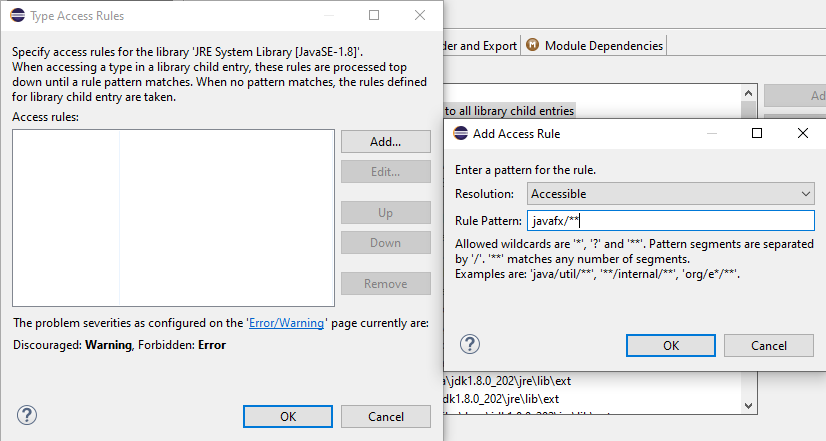 Type Access Rules
Specify access rules for the library 'JRE System Library [JavaSE-1.8]'.
When accessing a type in a library child entry, these rules are processed top
down until a rule pattern matches. When no pattern matches, the rules defined
for library child entry are taken.
Access rules:
Add...
Edit...
Up
Down
Remove
The problem severities as configured on the 'Error/Warning' page currently are:
Discouraged: Warning, Forbidden: Error
OK
Cancel
der and Export
Module Dependencies
to all library child entries
Ad
Add Access Rule
Enter a pattern for the rule.
Resolution:
Accessible
Rule Pattern:
javafx/**
Allowed wildcards are '*', '?' and '**'. Pattern segments are separated
by '/'. '**' matches any number of segments.
Examples are: 'java/util/**', '**/internal/**', 'org/e*/**'.
OK
Cancel
\jdk1.8.0_202\jre\lib\ext
dk1.8.0_202\jre\lib\ext